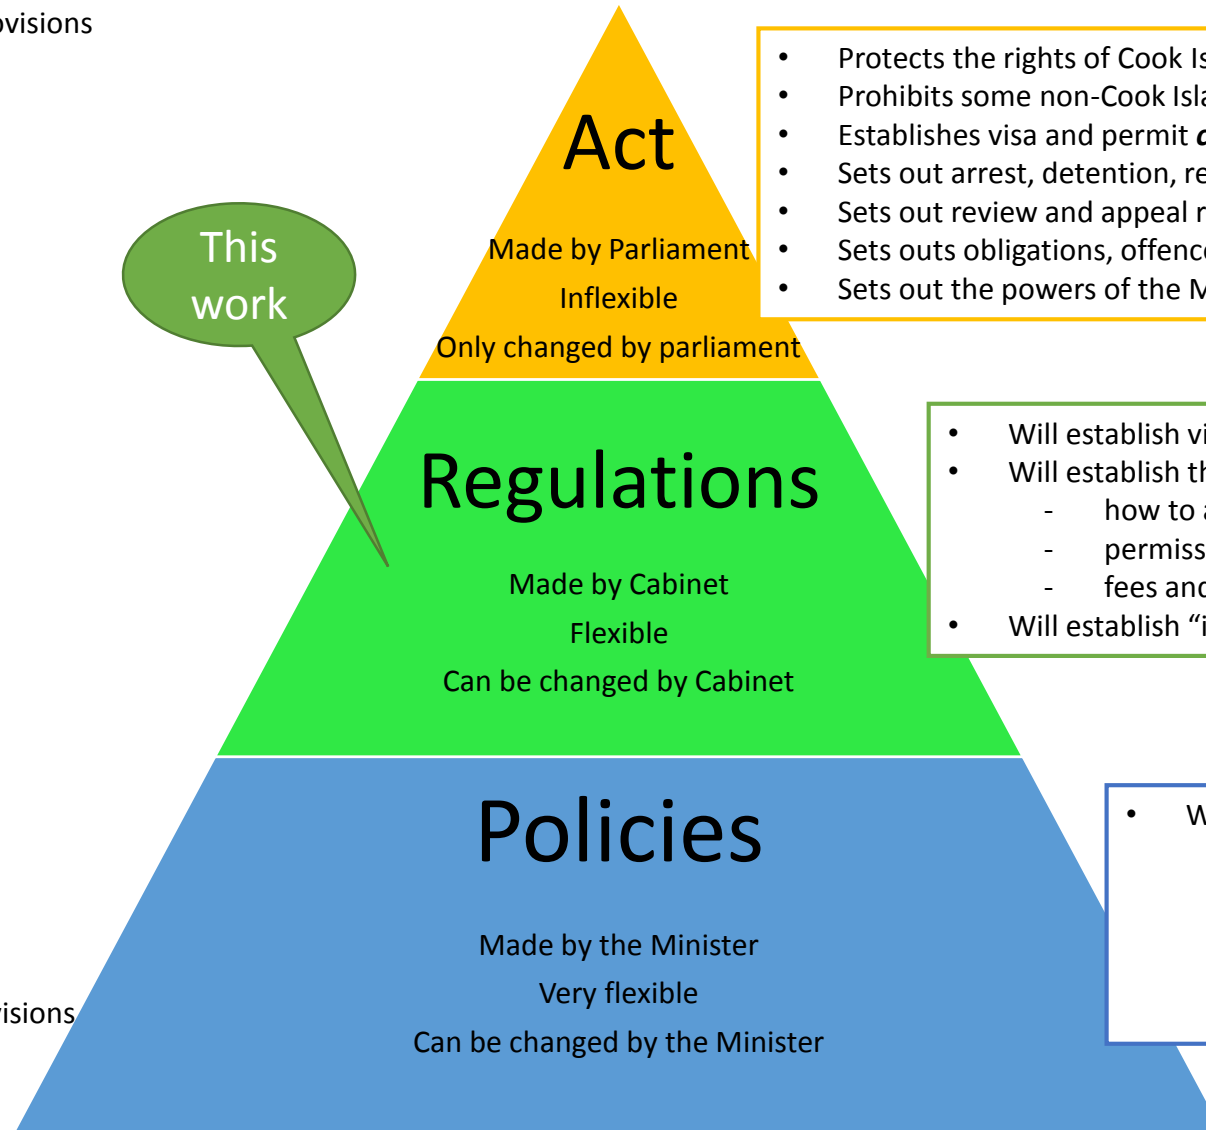 ovisions
Act
Made by Parliament
Inflexible
Only changed by parliament
• Protects the rights of Cook Is
• Prohibits some non-Cook Isla
• Establishes visa and permit
• Sets out arrest, detention, re
• Sets out review and appeal r
• Sets outs obligations, offence
• Sets out the powers of the M
This
work
Regulations
Made by Cabinet
Flexible
Can be changed by Cabinet
• Will establish vi
• Will establish th
- how to a
- permiss
- fees and
• Will establish “i
Policies
Made by the Minister
Very flexible
Can be changed by the Minister
• W
visions